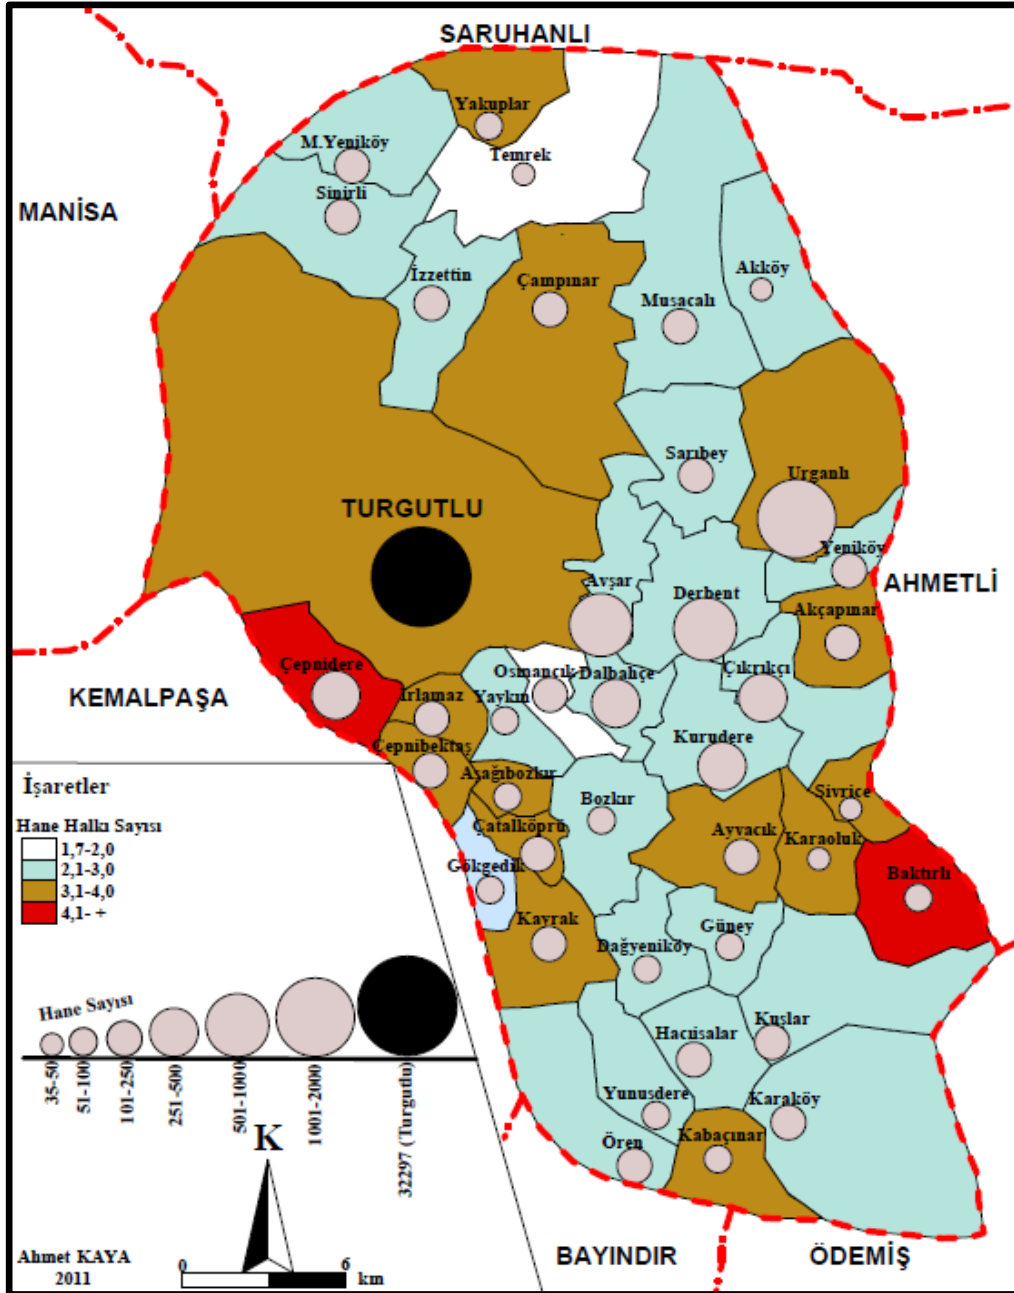 SARUHANLI
Yakuplar
M.Yeniköy
Temrek
Sinirli
MANİSA
İzzettin
Çampınar
Akköy
Musacalı
Sarıbey
Urganlı
TURGUTLU
Yeniköy
Avşar
AHMETLİ
Derbent
Akçapınar
Çepnidere
Osmancık
Dalbahçe
Çıkrıkçı
KEMALPAŞA
Irlamaz
Yaykın
Kurudere
Çepnibektaş
Aşağıbozkır
Sivrice
Bozkır
Çatalköprü
Ayvacık
Karaoluk
Gökgedik
Baktırlı
Kayrak
Güney
Dağyeniköy
Hacıisalar
Kuşlar
Yunusdere
Karaköy
Ören
Kabaçınar
BAYINDIR
ÖDEMİŞ
İşaretler
Hane Halkı Sayısı
1,7-2,0
2,1-3,0
3,1-4,0
4,1- +
Hane Sayısı
35-50
51-100
101-250
251-500
501-1000
1001-2000
32297 (Turgutlu)
K
Ahmet KAYA
2011
0 6
km